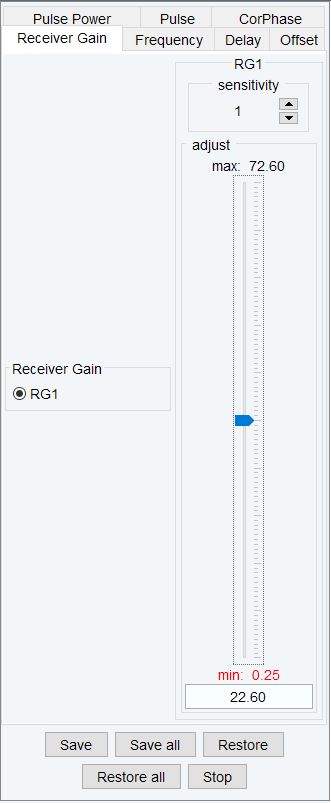 Pulse Power Pulse CorPhase
Receiver Gain Frequency Delay Offset
RG1
sensitivity
1
adjust
max: 72.60
Receiver Gain
RG1
min: 0.25
22.60
Save Save all Restore
Restore all Stop